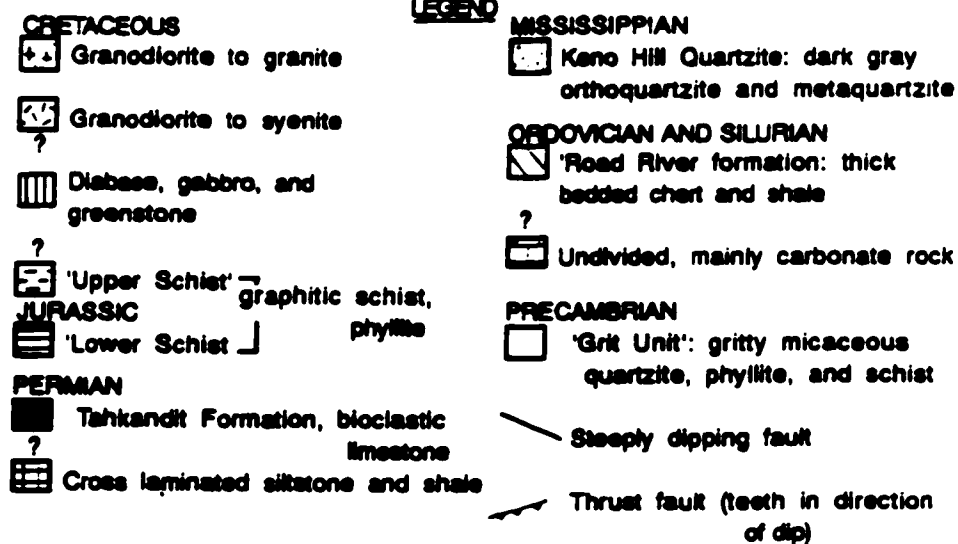 LEGEND
CRETACEOUS
Granodiorite to granite
Granodiorite to syenite
?
Diabase, gabbro, and
greenstone
?
'Upper Schist'
graphitic schist,
phyllite
JURASSIC
'Lower Schist
PERMIAN
Tahkandit Formation, bioclastic
limestone
?
Cross laminated siltstone and shale
MISSISSIPPIAN
Keno Hill Quartzite: dark gray
orthoquartzite and metaquartzite
ORDOVICIAN AND SILURIAN
'Road River formation: thick
bedded chert and shale
?
Undivided, mainly carbonate rock
PRECAMBRIAN
'Grit Unit': gritty micaceous
quartzite, phyllite, and schist
Steeply dipping fault
Thrust fault (teeth in direction
of dip)